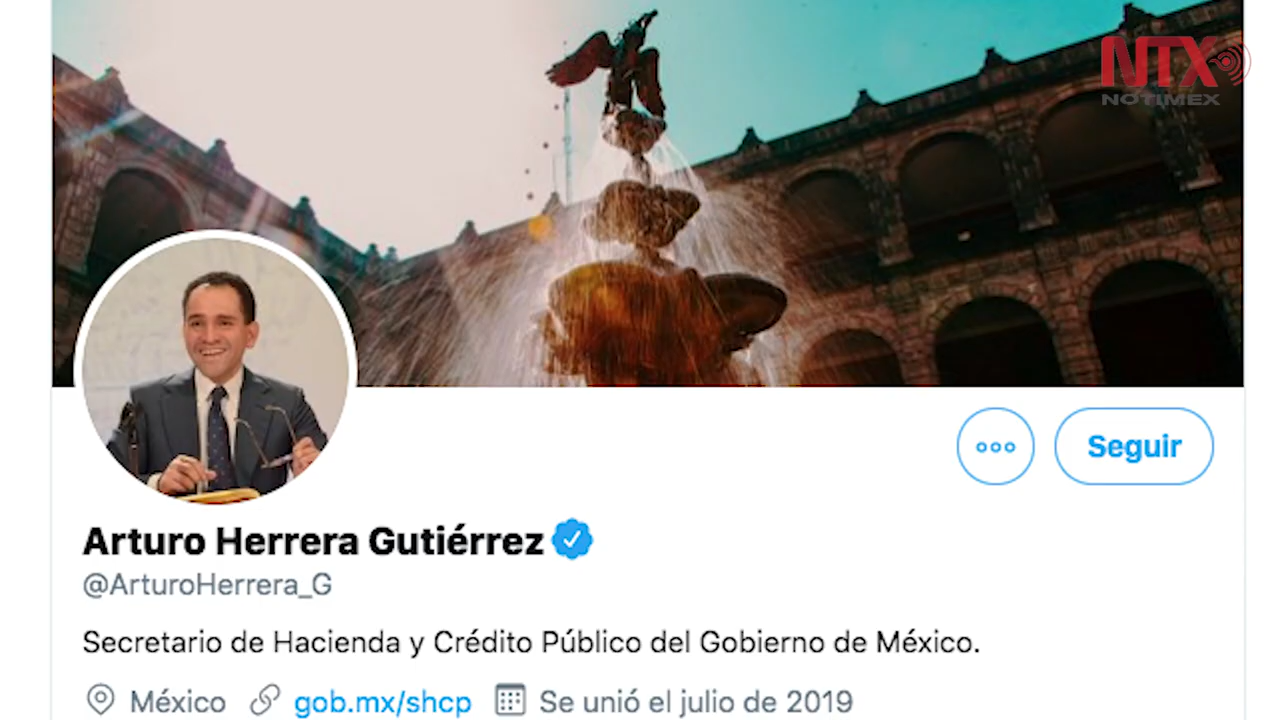 NTX
NOTIMEX
Seguir
Arturo Herrera Gutiérrez
@ArturoHerrera_G
Secretario de Hacienda y Crédito Público del Gobierno de México.
México gob.mx/shcp Se unió el julio de 2019